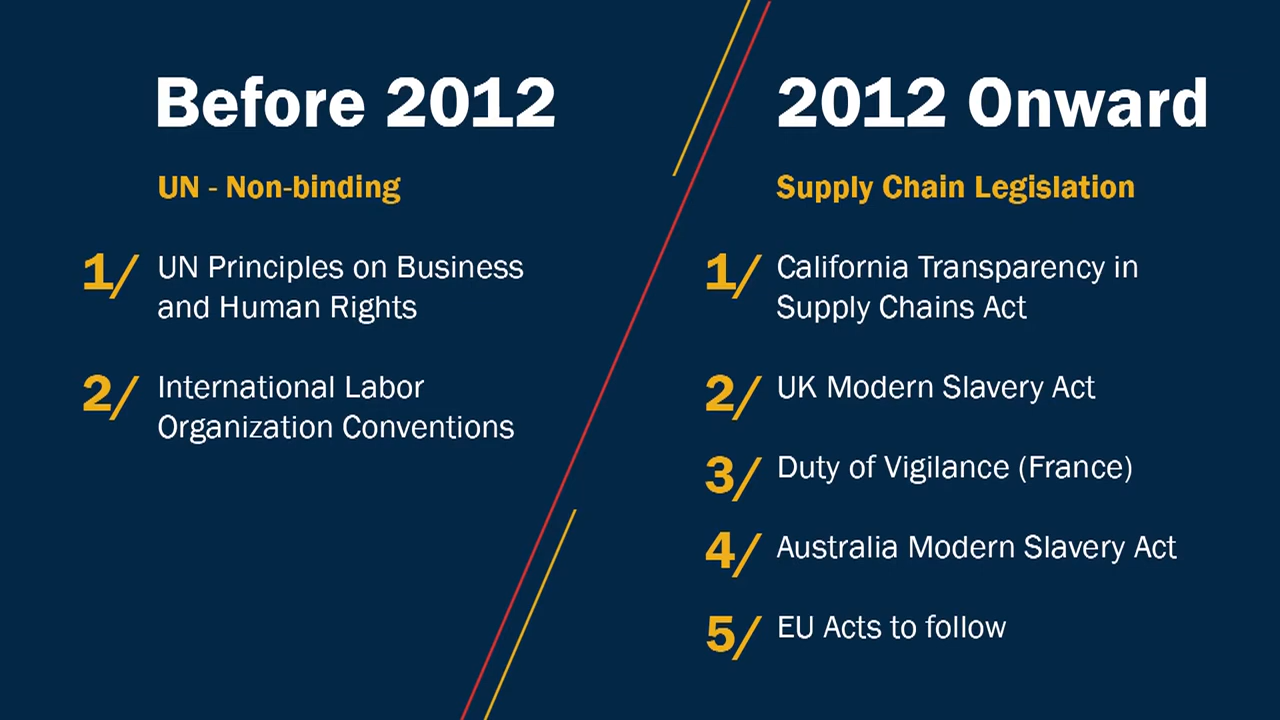 Before 2012
UN - Non-binding
1/ UN Principles on Business
and Human Rights
2/ International Labor
Organization Conventions
2012 Onward
Supply Chain Legislation
1/ California Transparency in
Supply Chains Act
2/ UK Modern Slavery Act
3/ Duty of Vigilance (France)
4/ Australia Modern Slavery Act
5/ EU Acts to follow